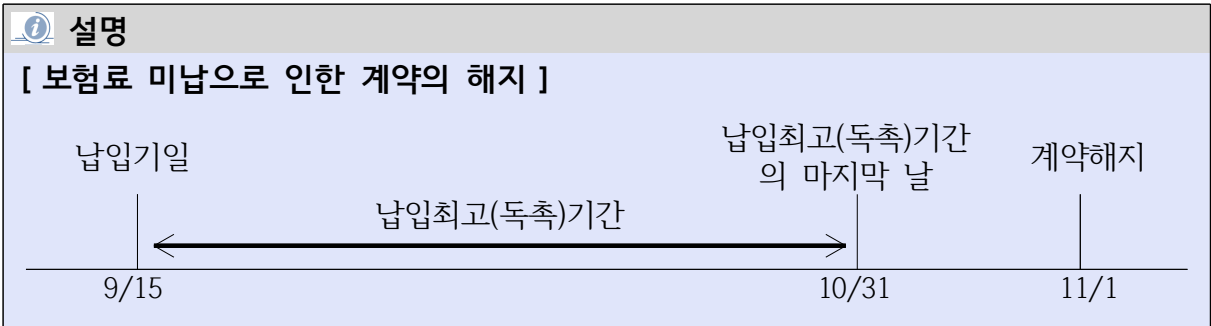 설명
[ 보험료 미납으로 인한 계약의 해지 ]
납입기일
납입최고(독촉)기간
의 마지막 날
계약해지
납입최고(독촉)기간
9/15
10/31
11/1